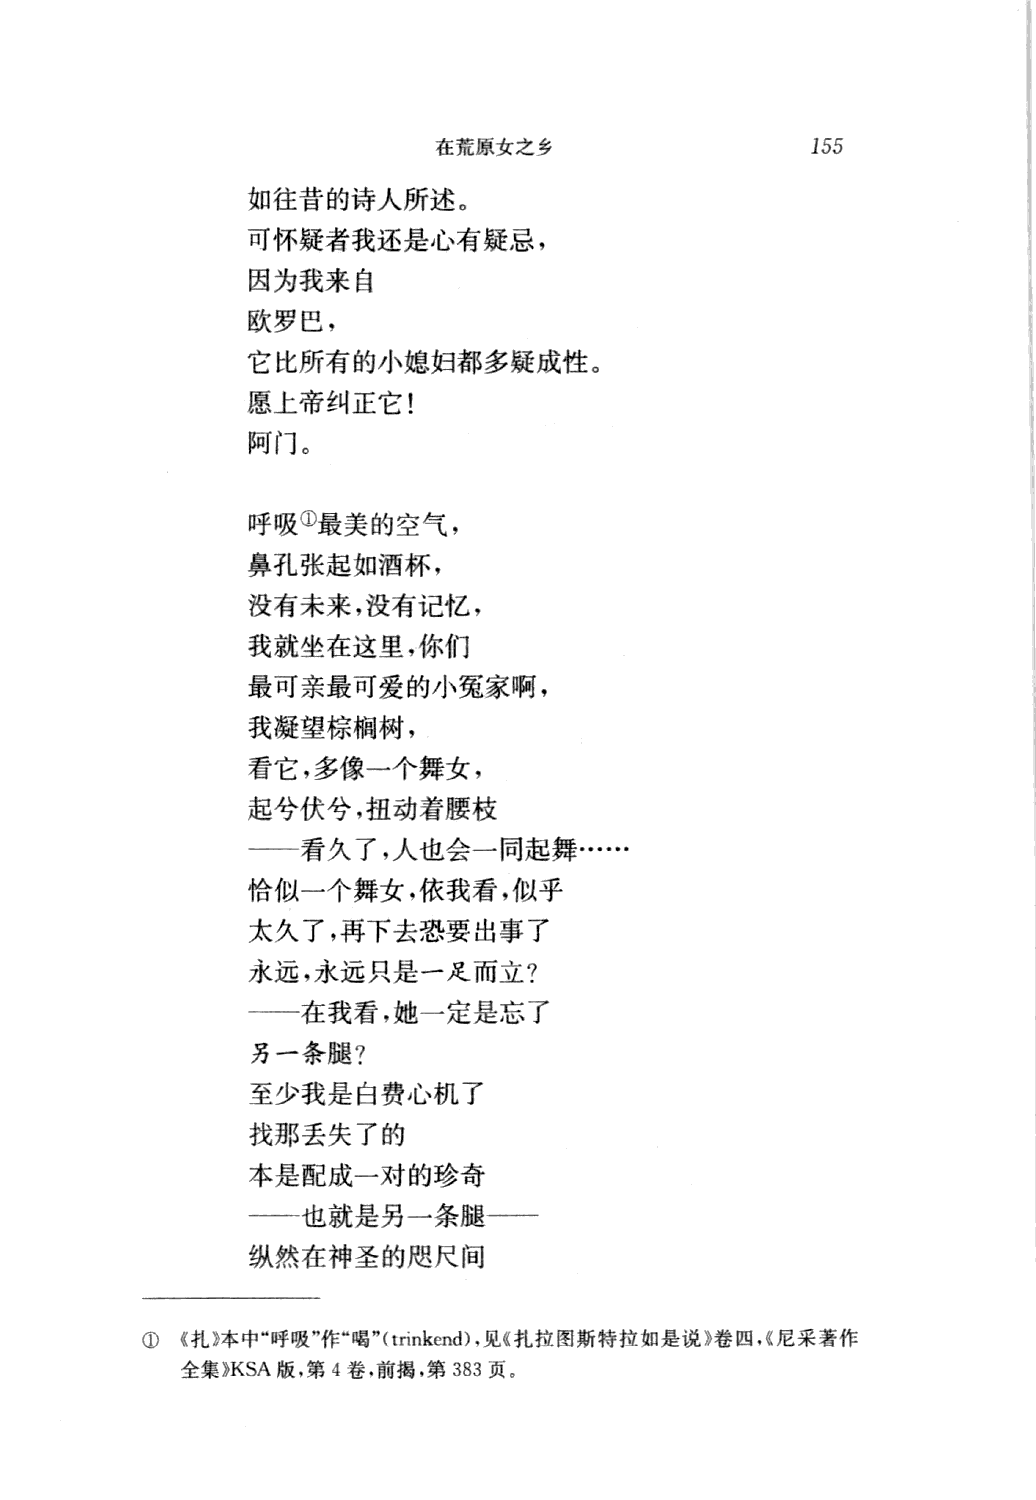 在荒原女之乡 155
如往昔的诗人所述。
可怀疑者我还是心有疑忌，
因为我来自
欧罗巴，
它比所有的小媳妇都多疑成性。
愿上帝纠正它！
阿门。
呼吸①最美的空气，
鼻孔张起如酒杯，
没有未来，没有记忆，
我就坐在这里，你们
最可亲最可爱的小冤家啊，
我凝望棕榈树，
看它，多像一个舞女，
起兮伏兮，扭动着腰枝
——看久了，人也会一同起舞……
恰似一个舞女，依我看，似乎
太久了，再下去恐要出事了
永远，永远只是一足而立？
——在我看，她一定是忘了
另一条腿？
至少我是白费心机了
找那丢失了的
本是配成一对的珍奇
——也就是另一条腿——
纵然在神圣的咫尺间
① 《扎》本中“呼吸”作“喝”(trinkend)，见《扎拉图斯特拉如是说》卷四，《尼采著作
全集》KSA 版，第 4 卷，前揭，第 383 页。